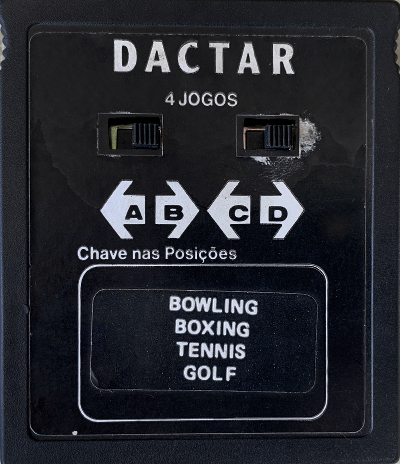 DACTAR
4 JOGOS
A B C D
Chave nas Posições
BOWLING
BOXING
TENNIS
GOLF